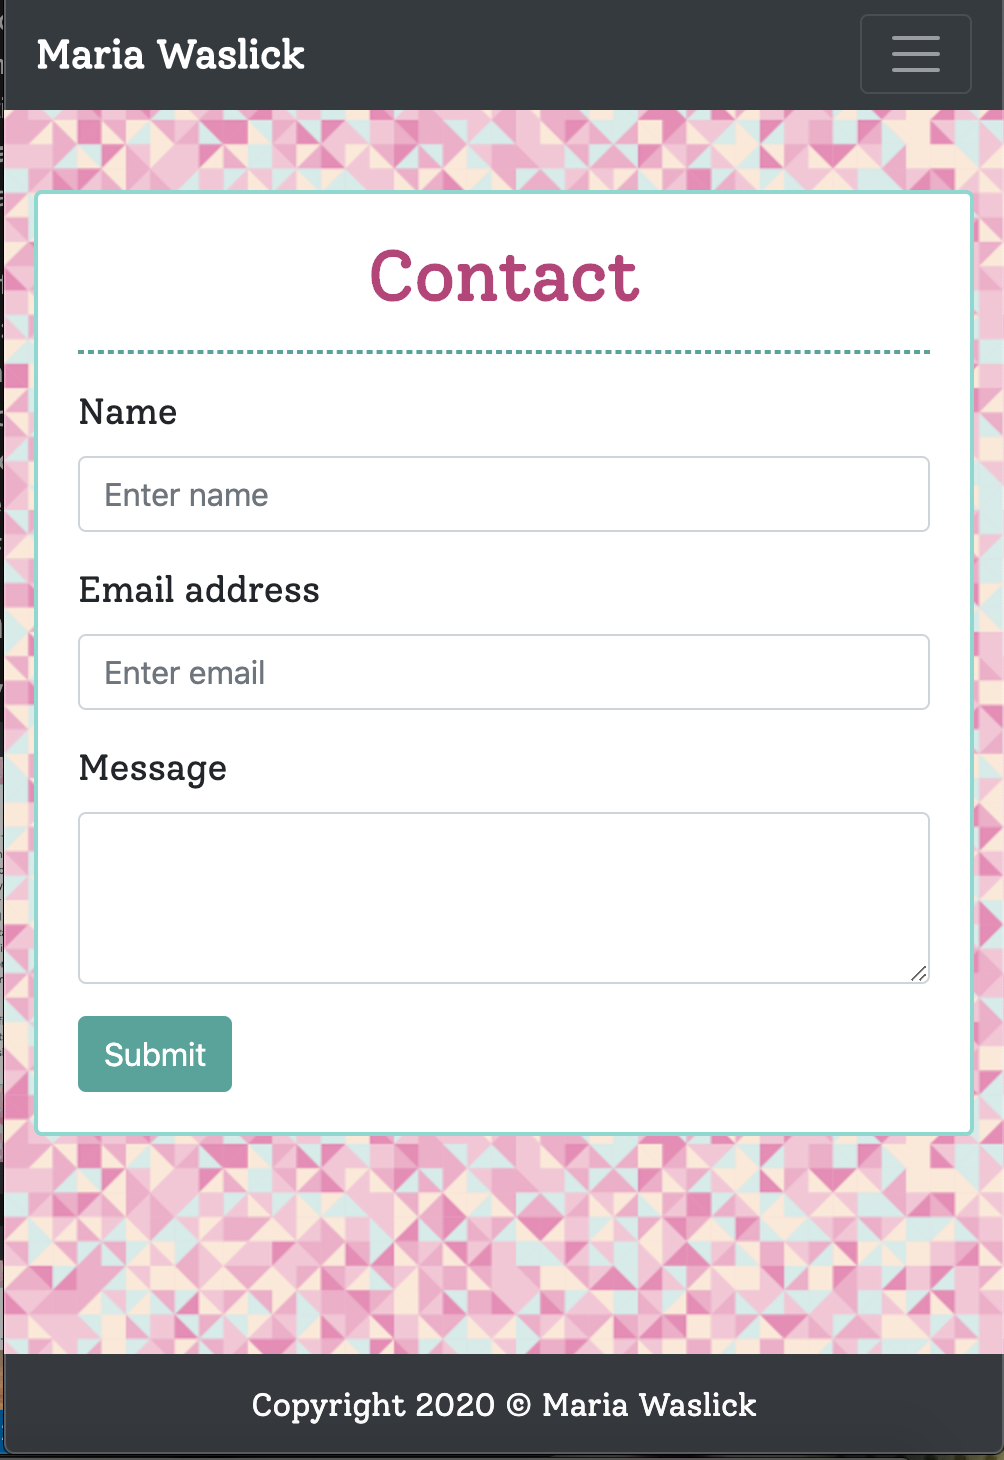 Maria Waslick
Contact
Name
Enter name
Email address
Enter email
Message
Submit
Copyright 2020 © Maria Waslick